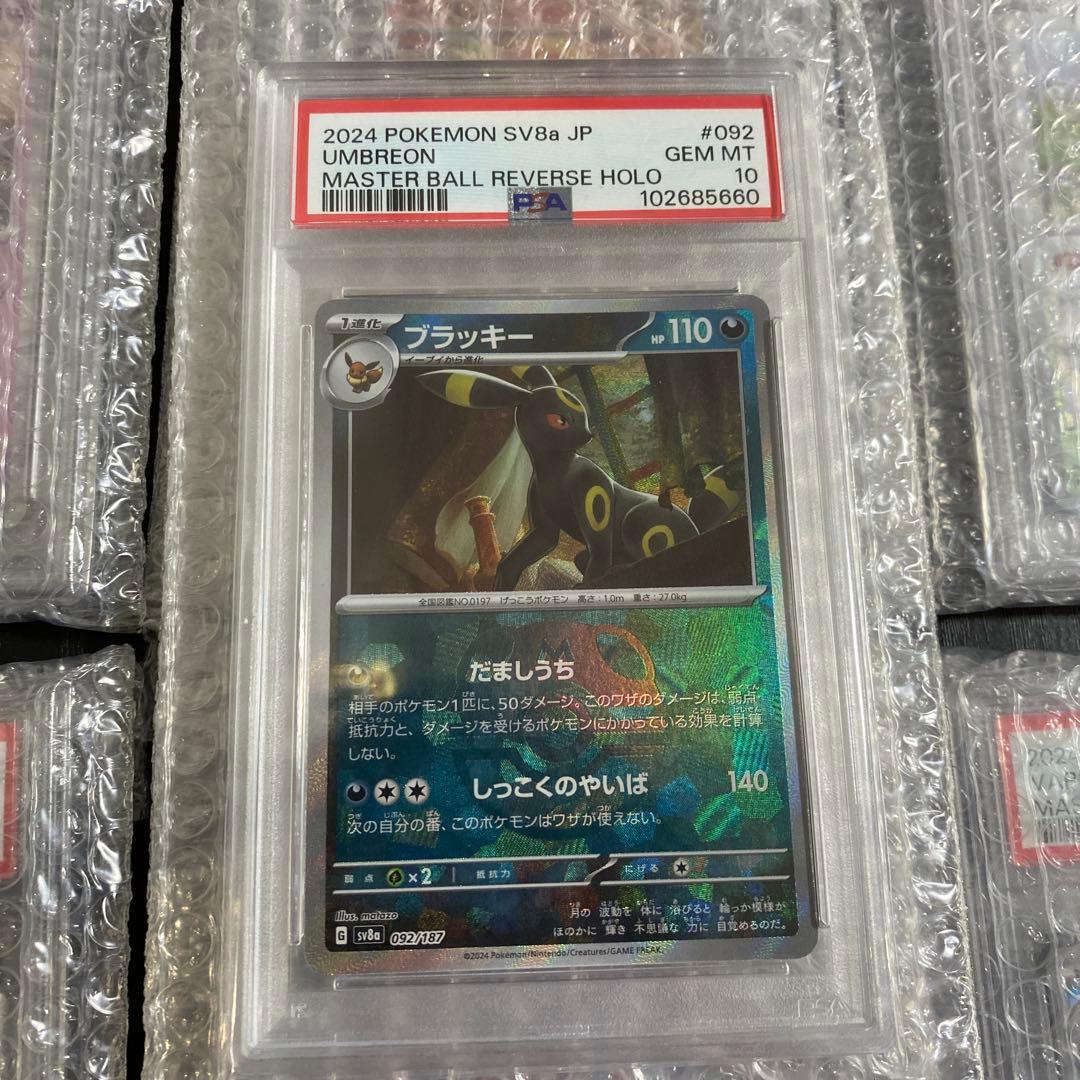 2024 POKEMON SV8a JP #092
UMBREON GEM MT
MASTER BALL REVERSE HOLO 10
PSA 102685660
1進化 ブラッキー HP 110
イーブイから進化
全国図鑑NO.0197 げっこうポケモン 高さ:1.0m 重さ:27.0kg
だましうち
相手のポケモン1匹に、50ダメージ。このワザのダメージは、弱点・
抵抗力と、ダメージを受けるポケモンにかかっている効果を計算
しない。
しっこくのやいば 140
次の自分の番、このポケモンはワザが使えない。
弱点 ×2 抵抗力 にげる
Illus. matazo
月の 波動を 体に 浴びると 輪っか模様が
ほのかに 輝き 不思議な 力に 目覚めるのだ。
G sv8a 092/187
©2024 Pokémon/Nintendo/Creatures/GAME FREAK.